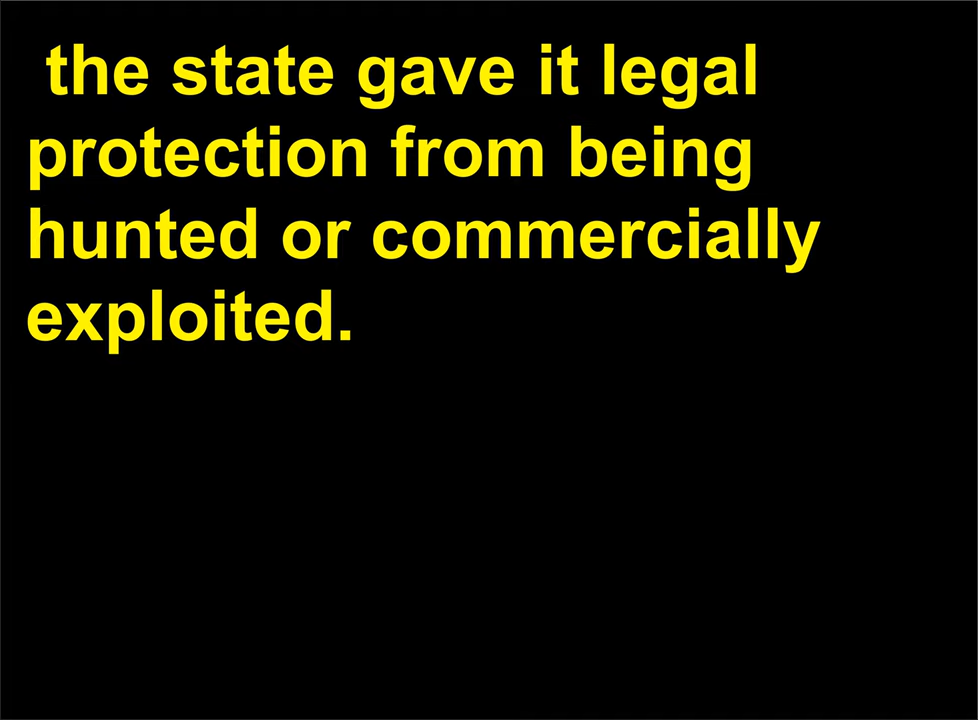 the state gave it legal
protection from being
hunted or commercially
exploited.